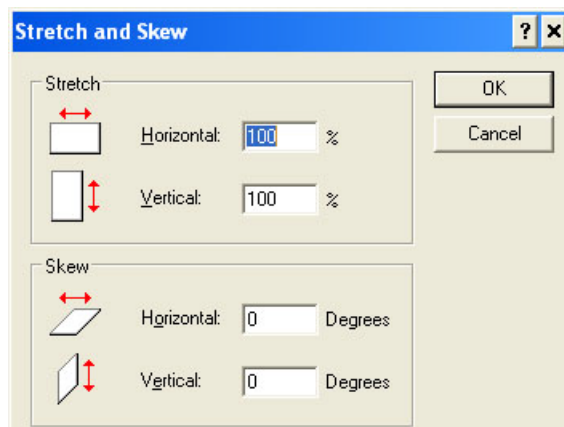 Stretch and Skew
Stretch
OK
Horizontal: 100 %
Cancel
Vertical: 100 %
Skew
Horizontal: 0 Degrees
Vertical: 0 Degrees